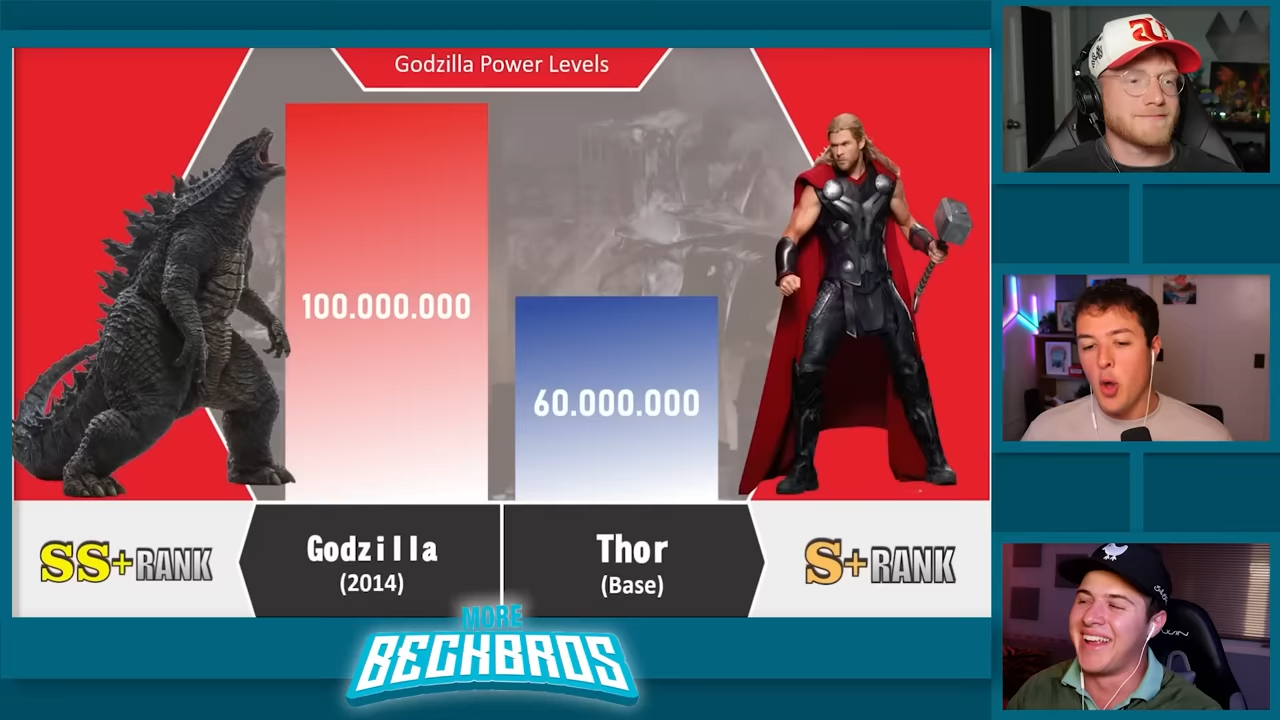 Godzilla Power Levels
100.000.000
60.000.000
SS+RANK
Godzilla
(2014)
Thor
(Base)
S+RANK
MORE
BECKBROS